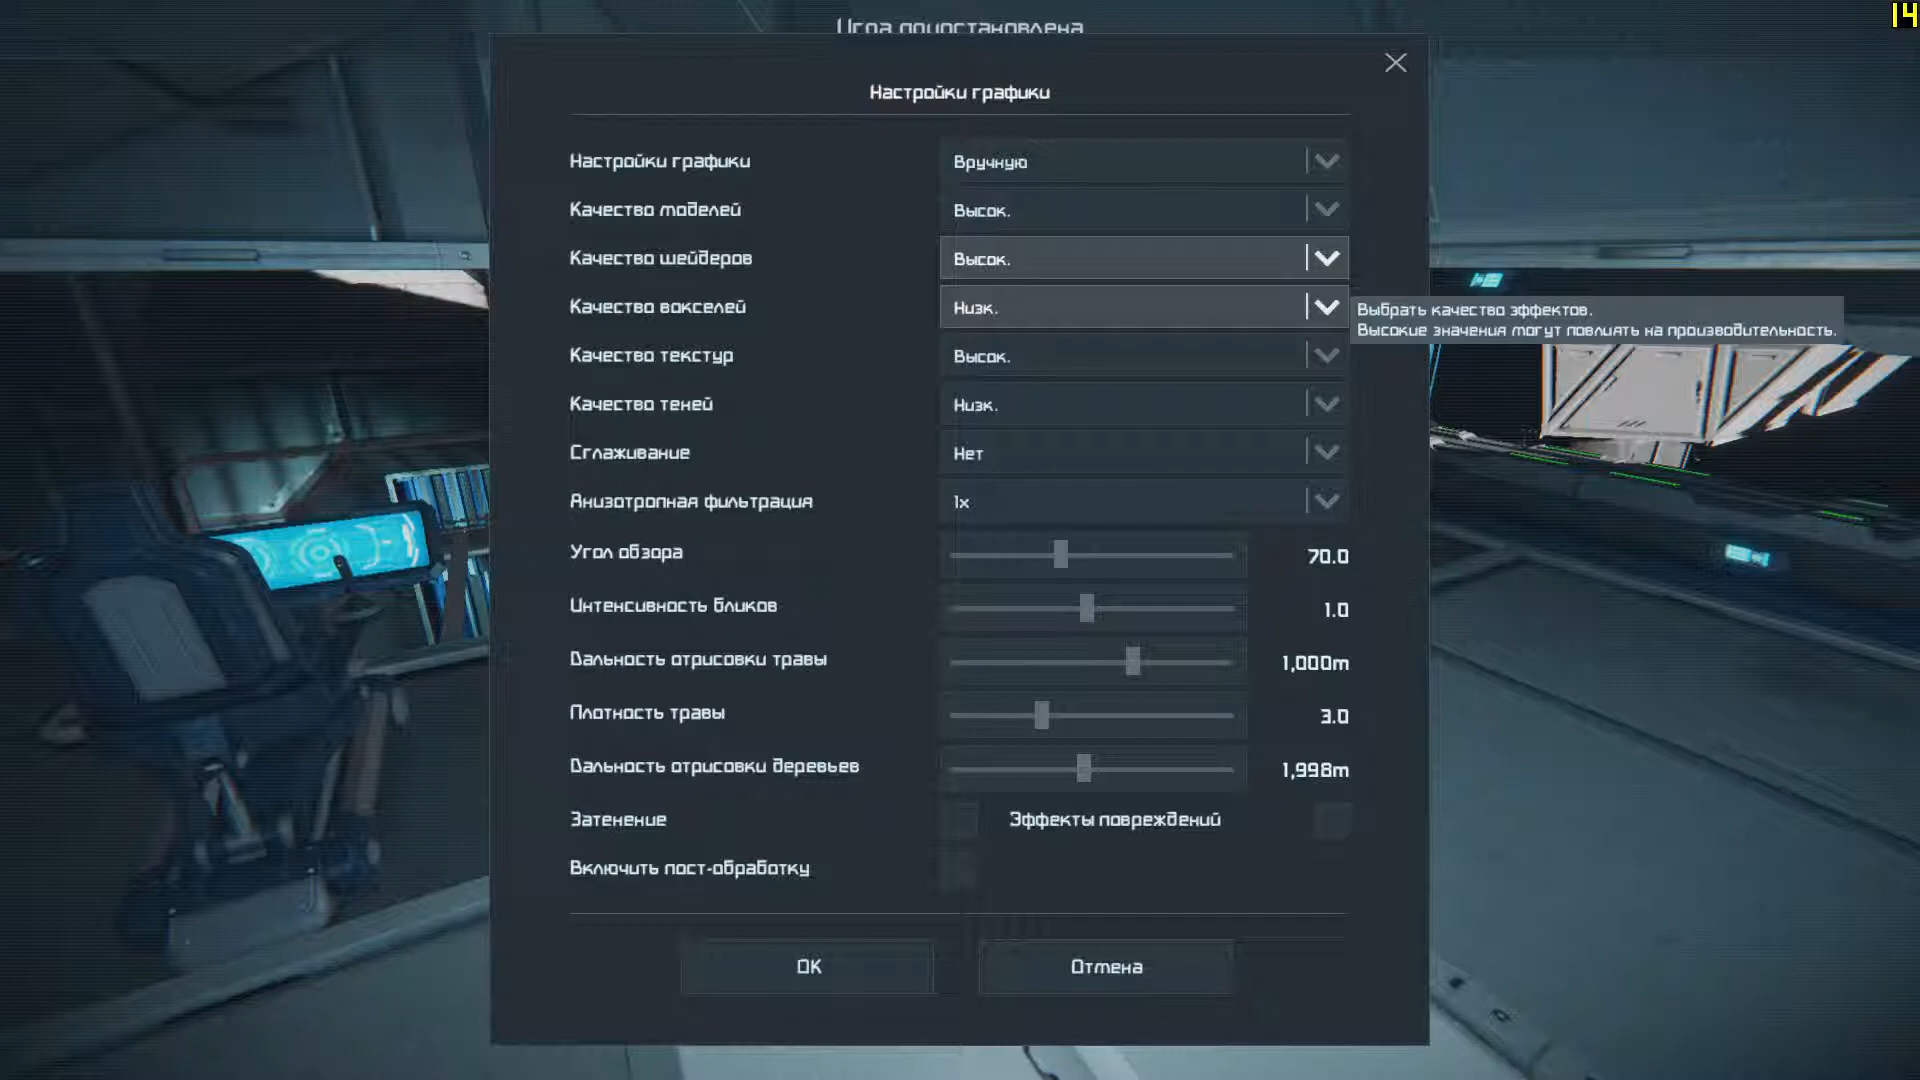 Игра приостановлена
14
Настройки графики
Настройки графики Вручную
Качество моделей Высок.
Качество шейдеров Высок.
Качество вокселей Низк.
Выбрать качество эффектов.
Высокие значения могут повлиять на производительность.
Качество текстур Высок.
Качество теней Низк.
Сглаживание Нет
Анизотропная фильтрация 1x
Угол обзора 70.0
Интенсивность бликов 1.0
Дальность отрисовки травы 1,000m
Плотность травы 3.0
Дальность отрисовки деревьев 1,998m
Затенение Эффекты повреждений
Включить пост-обработку
OK Отмена